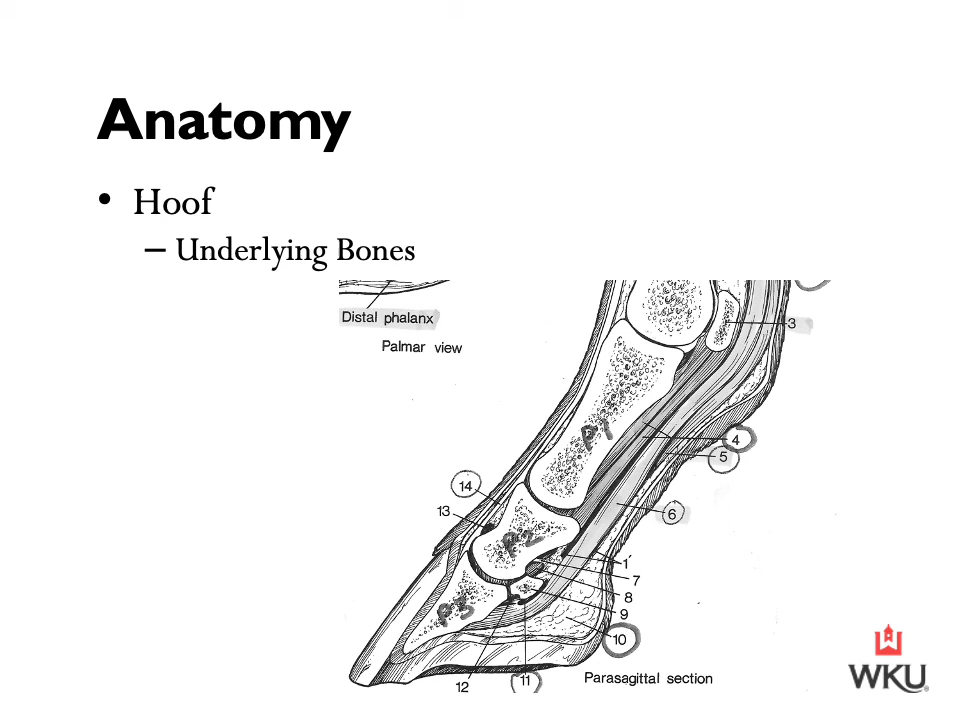 Anatomy
• Hoof
– Underlying Bones
Distal phalanx
Palmar view
3
P1
4
5
14
13
6
P2
1'
7
8
P3
9
10
12
11
Parasagittal section
WKU®